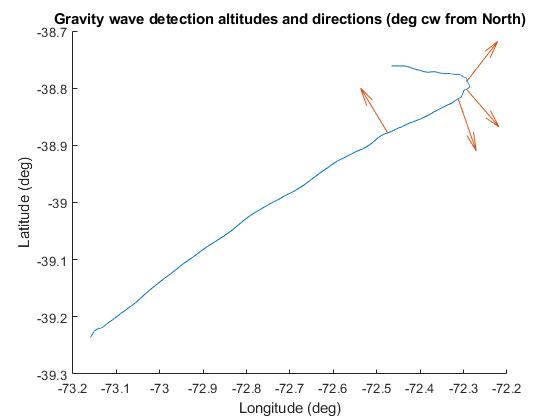 Gravity wave detection altitudes and directions (deg cw from North)
-38.7
-38.8
-38.9
-39
-39.1
-39.2
-39.3
Latitude (deg)
-73.2 -73.1 -73 -72.9 -72.8 -72.7 -72.6 -72.5 -72.4 -72.3 -72.2
Longitude (deg)